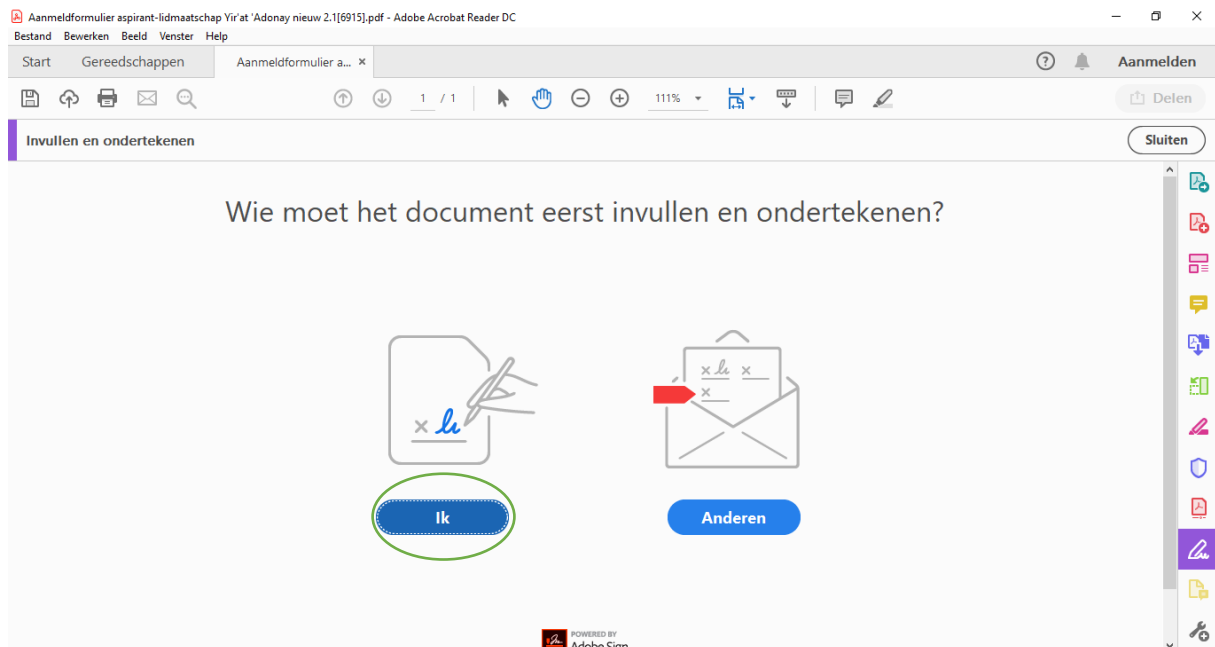 Aanmeldformulier aspirant-lidmaatschap Yir'at 'Adonay nieuw 2.1[6915].pdf - Adobe Acrobat Reader DC
Bestand Bewerken Beeld Venster Help
Start Gereedschappen Aanmeldformulier a... × Aanmelden
1 / 1 111% Delen
Invullen en ondertekenen Sluiten
Wie moet het document eerst invullen en ondertekenen?
Ik Anderen
POWERED BY
Adobe Sign